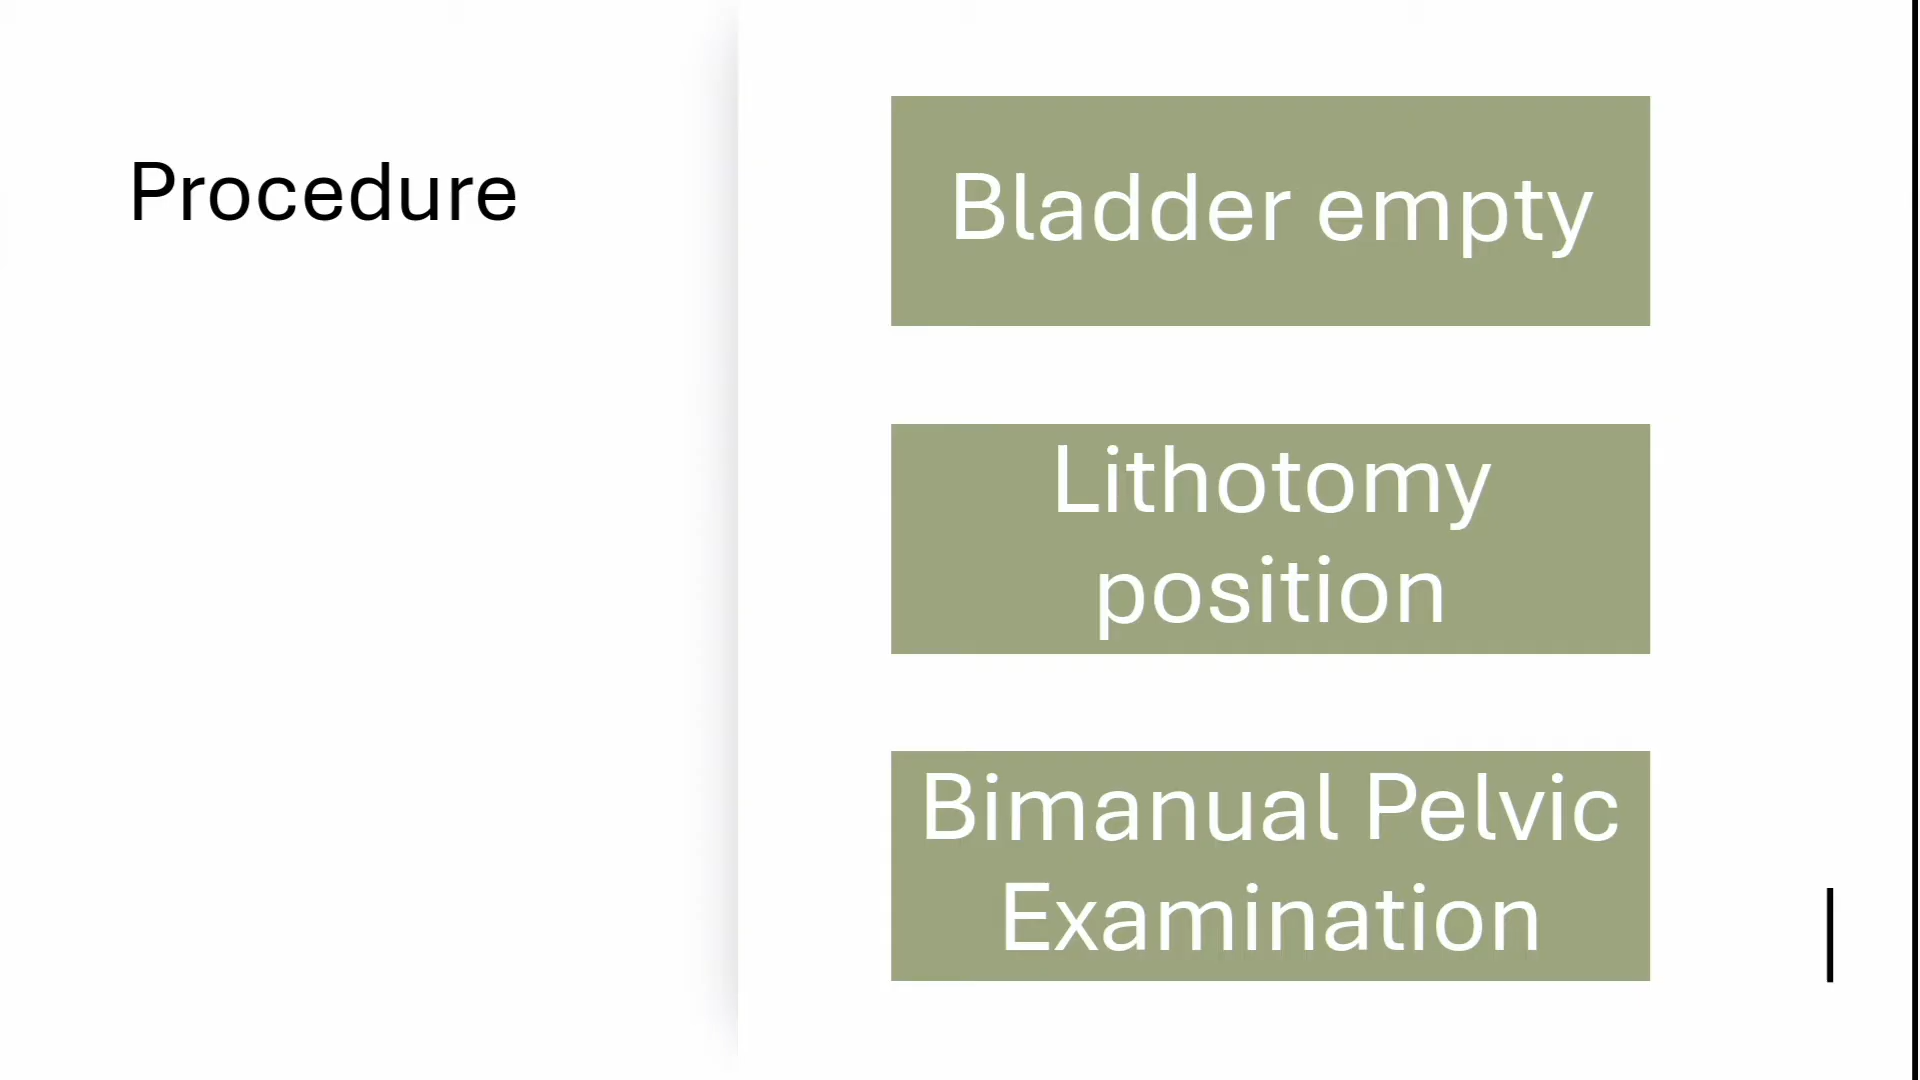 Procedure
Bladder empty
Lithotomy
position
Bimanual Pelvic
Examination